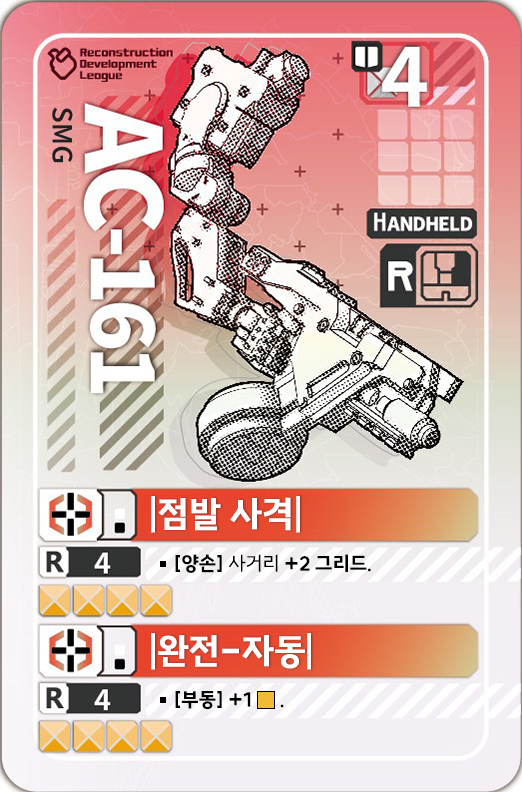 Reconstruction
Development
League
4
SMG
AC-161
HANDHELD
R
|점발 사격|
R 4
▪ [양손] 사거리 +2 그리드.
|완전-자동|
R 4
▪ [부동] +1 .